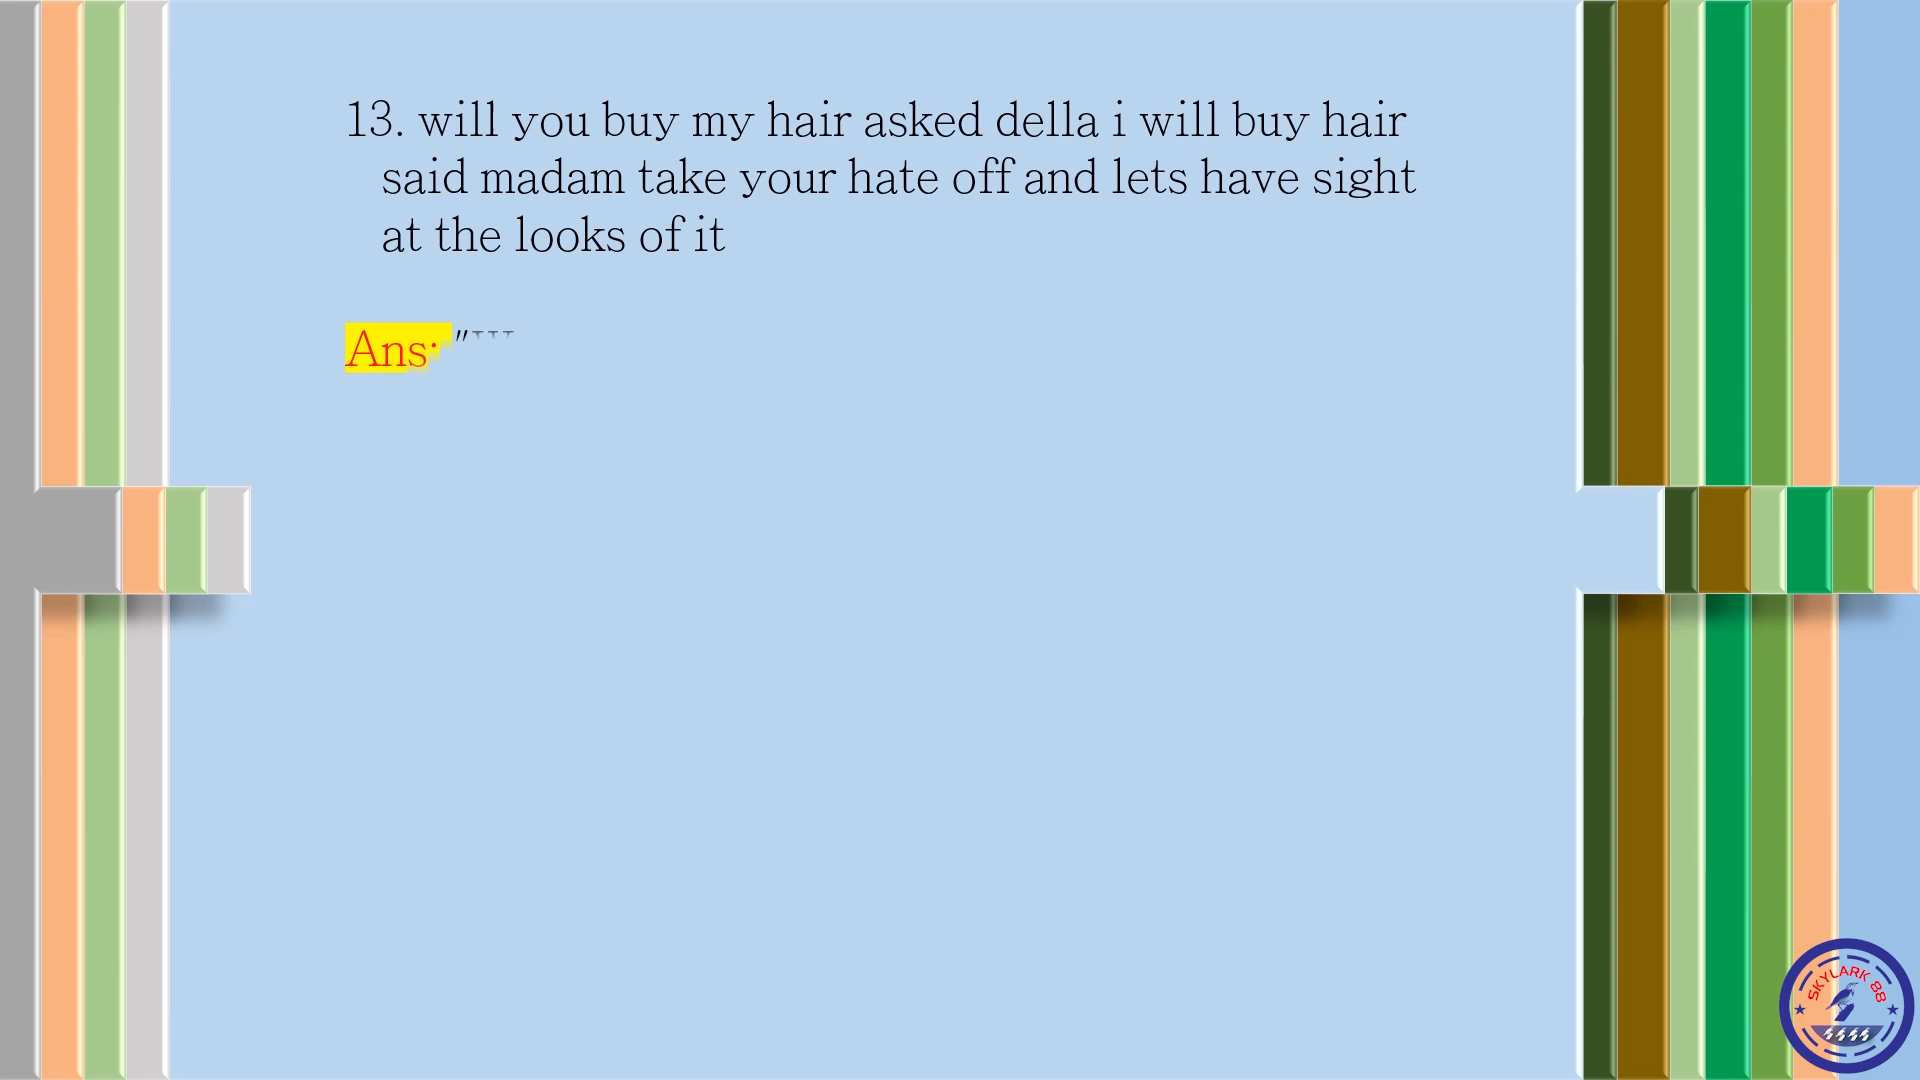 13. will you buy my hair asked della i will buy hair
said madam take your hate off and lets have sight
at the looks of it
Ans: "
SKYLARK 88